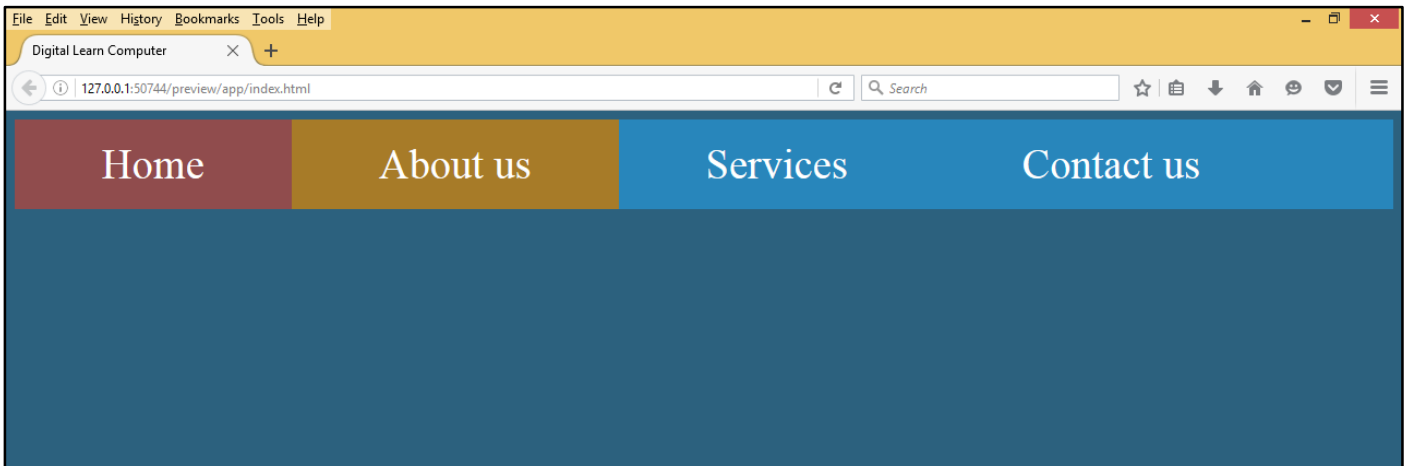 File Edit View History Bookmarks Tools Help
Digital Learn Computer
127.0.0.1:50744/preview/app/index.html Search
Home About us Services Contact us